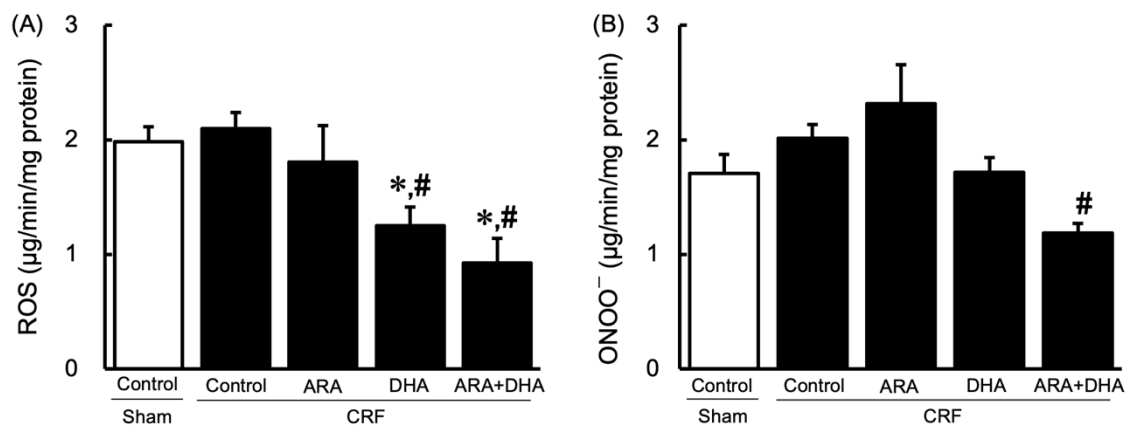 (A)
ROS (μg/min/mg protein)
3
2
1
0
*,#
*,#
Control Control ARA DHA ARA+DHA
Sham CRF
(B)
ONOO⁻ (μg/min/mg protein)
3
2
1
0
#
Control Control ARA DHA ARA+DHA
Sham CRF